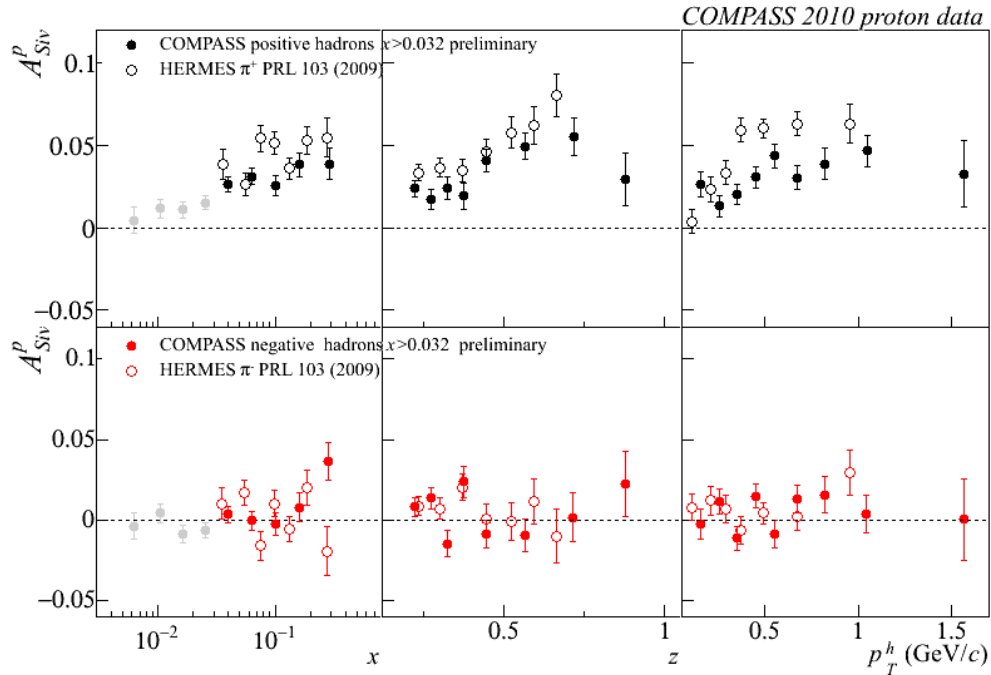 COMPASS 2010 proton data
A^p_Siv
COMPASS positive hadrons x>0.032 preliminary
HERMES π⁺ PRL 103 (2009)
0.1
0.05
0
−0.05
A^p_Siv
COMPASS negative hadrons x>0.032 preliminary
HERMES π⁻ PRL 103 (2009)
0.1
0.05
0
−0.05
10⁻² 10⁻¹ 0.5 1 0.5 1 1.5
x z p^h_T (GeV/c)